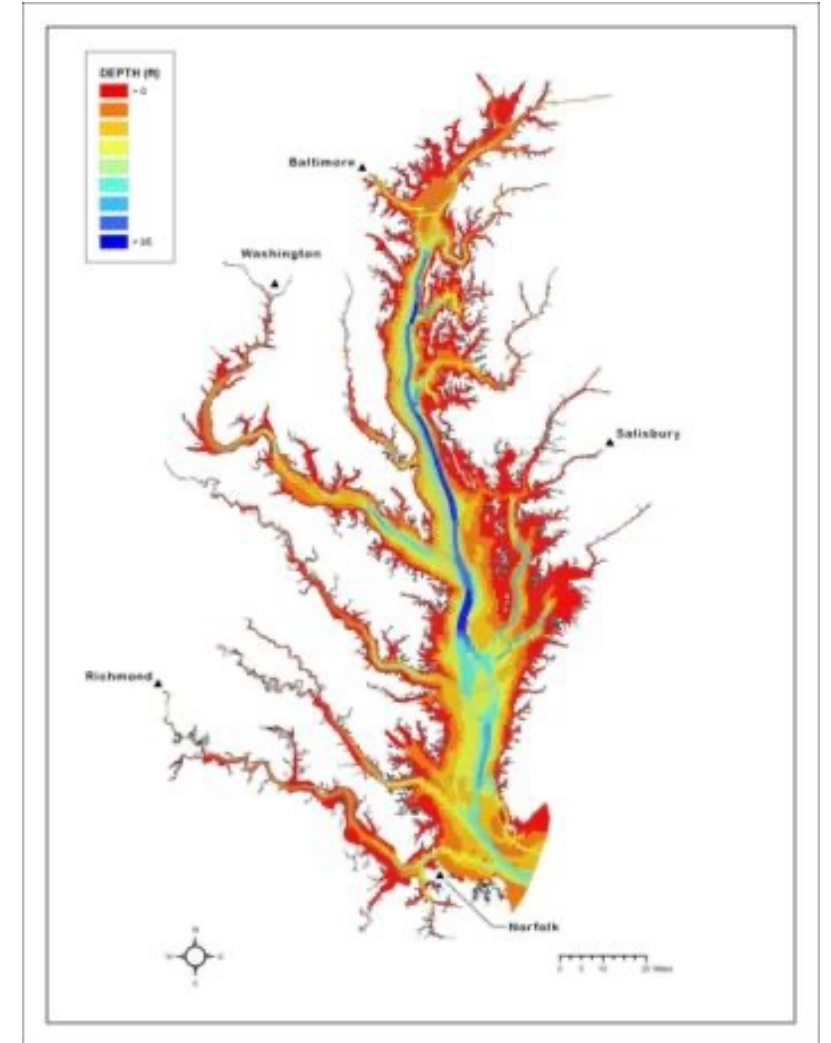 DEPTH (ft)
Baltimore
Washington
Salisbury
Richmond
Norfolk